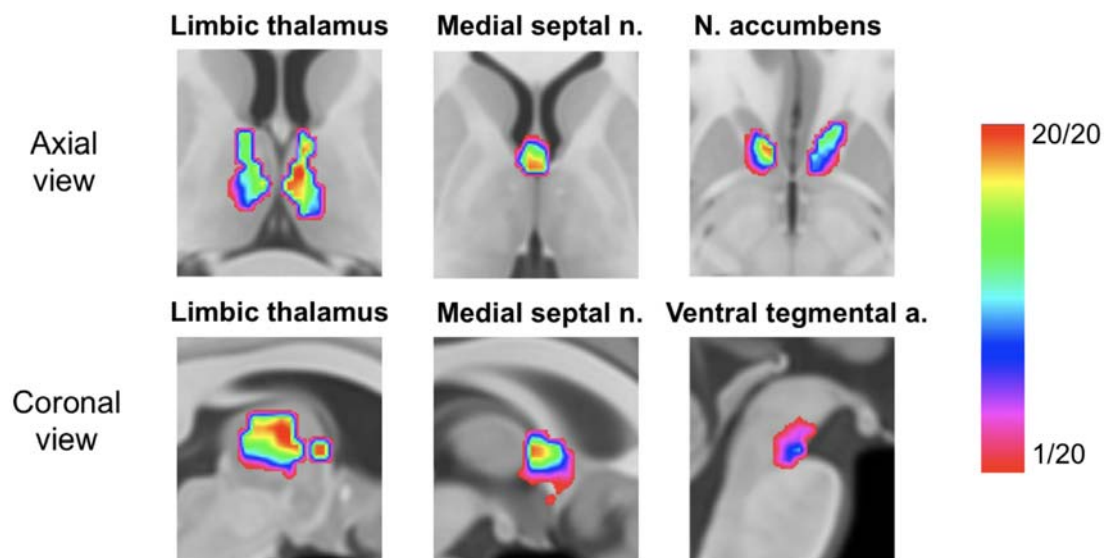 Limbic thalamus
Medial septal n.
N. accumbens
Axial
view
20/20
Limbic thalamus
Medial septal n.
Ventral tegmental a.
Coronal
view
1/20